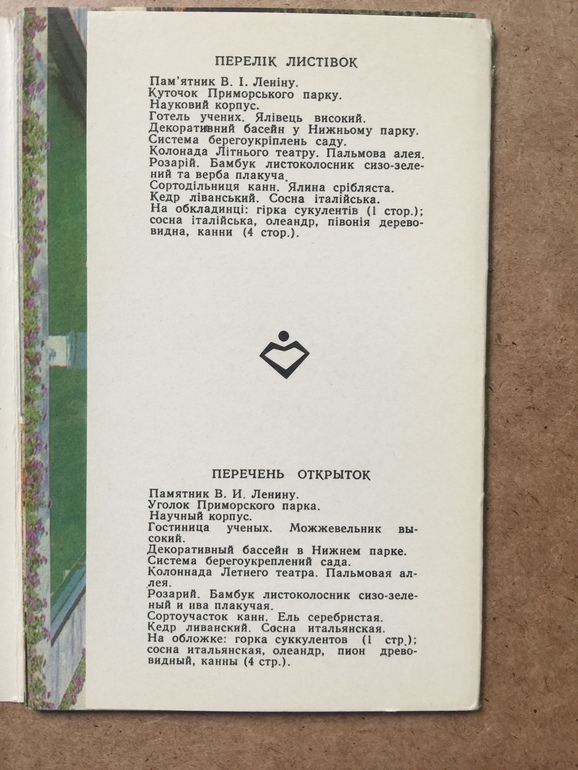 ПЕРЕЛІК ЛИСТІВОК
Пам'ятник В. І. Леніну.
Куточок Приморського парку.
Науковий корпус.
Готель учених. Ялівець високий.
Декоративний басейн у Нижньому парку.
Система берегоукріплень саду.
Колонада Літнього театру. Пальмова алея.
Розарій. Бамбук листоколосник сизо-зеле-
ний та верба плакуча.
Сортодільниця канн. Ялина срібляста.
Кедр ліванський. Сосна італійська.
На обкладинці: гірка сукулентів (1 стор.);
сосна італійська, олеандр, півонія дерево-
видна, канни (4 стор.).
ПЕРЕЧЕНЬ ОТКРЫТОК
Памятник В. И. Ленину.
Уголок Приморского парка.
Научный корпус.
Гостиница ученых. Можжевельник вы-
сокий.
Декоративный бассейн в Нижнем парке.
Система берегоукреплений сада.
Колоннада Летнего театра. Пальмовая ал-
лея.
Розарий. Бамбук листоколосник сизо-зеле-
ный и ива плакучая.
Сортоучасток канн. Ель серебристая.
Кедр ливанский. Сосна итальянская.
На обложке: горка суккулентов (1 стр.);
сосна итальянская, олеандр, пион древо-
видный, канны (4 стр.).